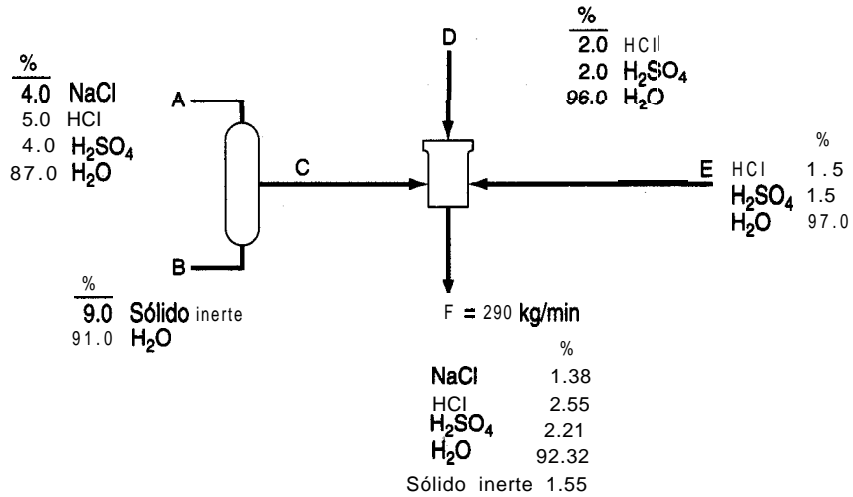 %
4.0 NaCl
5.0 HCl
4.0 H₂SO₄
87.0 H₂O
A
B
%
9.0 Sólido inerte
91.0 H₂O
C
D
%
2.0 HCl
2.0 H₂SO₄
96.0 H₂O
E
%
HCl 1.5
H₂SO₄ 1.5
H₂O 97.0
F = 290 kg/min
%
NaCl 1.38
HCl 2.55
H₂SO₄ 2.21
H₂O 92.32
Sólido inerte 1.55